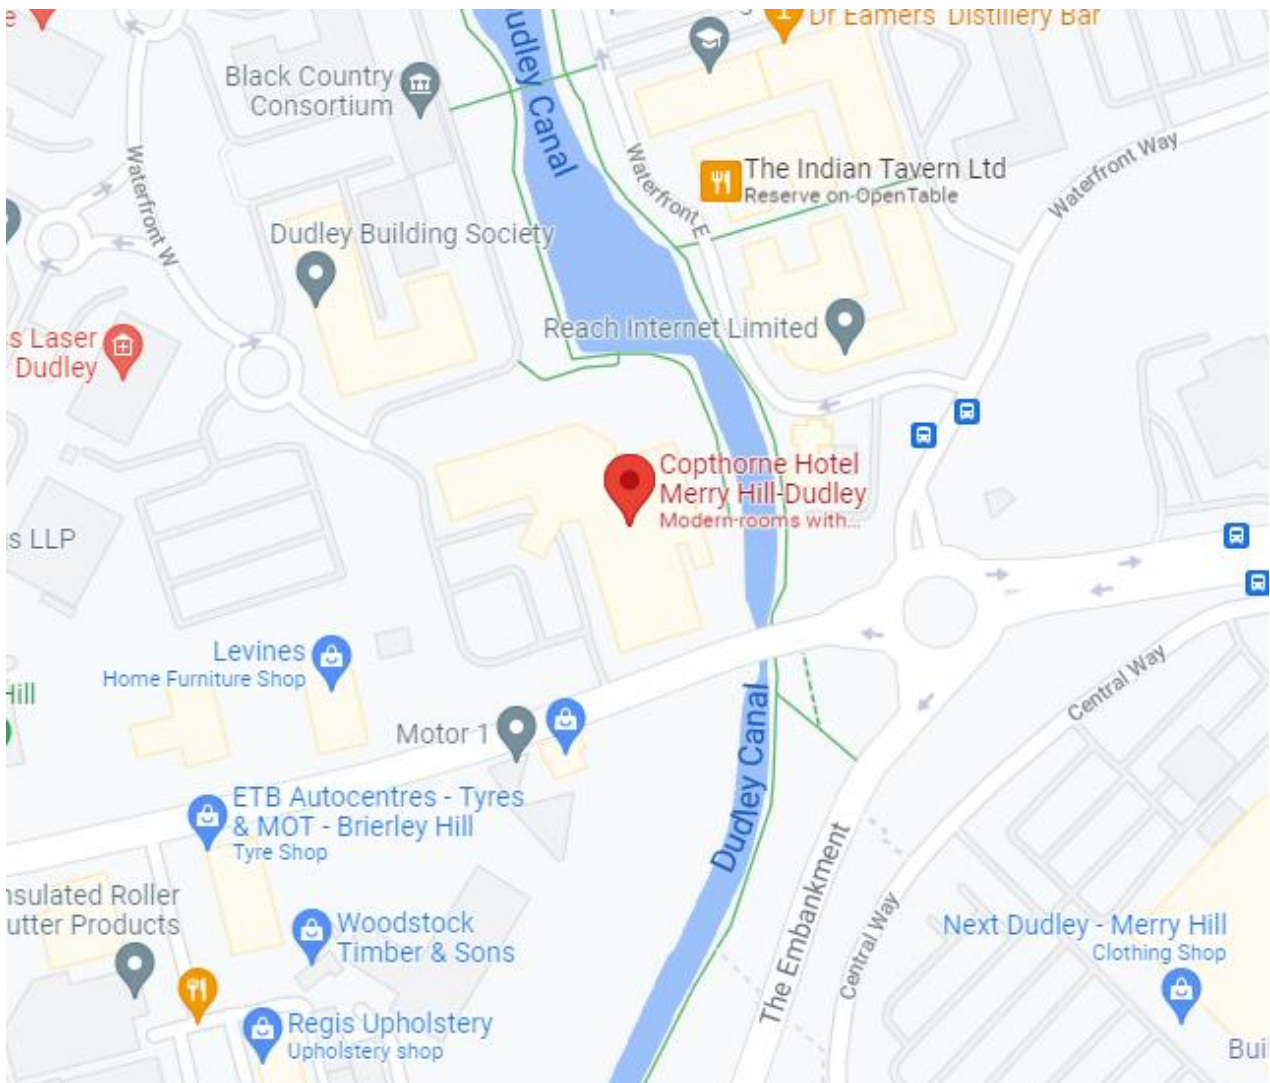 Dr Eamers' Distillery Bar
Dudley Canal
Black Country
Consortium
Waterfront W
Waterfront E
The Indian Tavern Ltd
Reserve on OpenTable
Waterfront Way
Dudley Building Society
Reach Internet Limited
s Laser
Dudley
Copthorne Hotel
Merry Hill-Dudley
Modern rooms with...
s LLP
Levines
Home Furniture Shop
Hill
Central Way
Motor 1
Dudley Canal
ETB Autocentres - Tyres
& MOT - Brierley Hill
Tyre Shop
The Embankment
Central Way
nsulated Roller
utter Products
Woodstock
Timber & Sons
Next Dudley - Merry Hill
Clothing Shop
Regis Upholstery
Upholstery shop
Bui